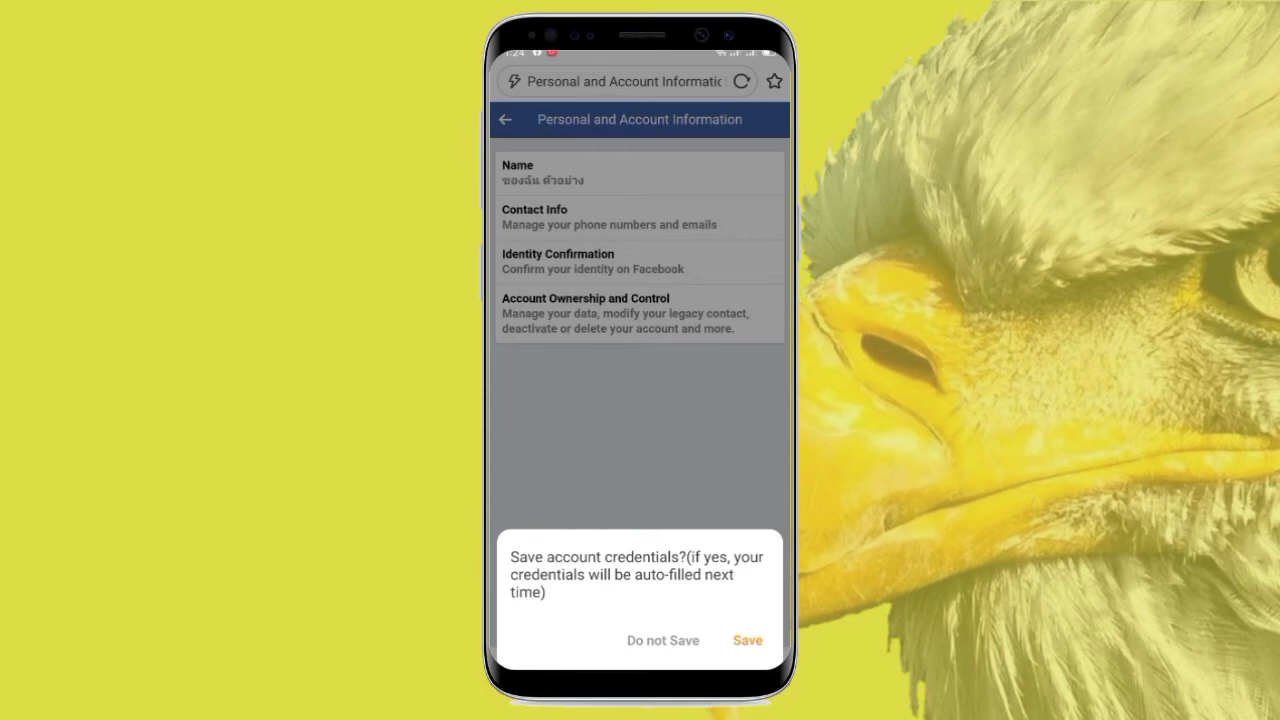 1:24
Personal and Account Informatic
Personal and Account Information
Name
ของฉัน ตัวอย่าง
Contact Info
Manage your phone numbers and emails
Identity Confirmation
Confirm your identity on Facebook
Account Ownership and Control
Manage your data, modify your legacy contact,
deactivate or delete your account and more.
Save account credentials?(if yes, your
credentials will be auto-filled next
time)
Do not Save Save